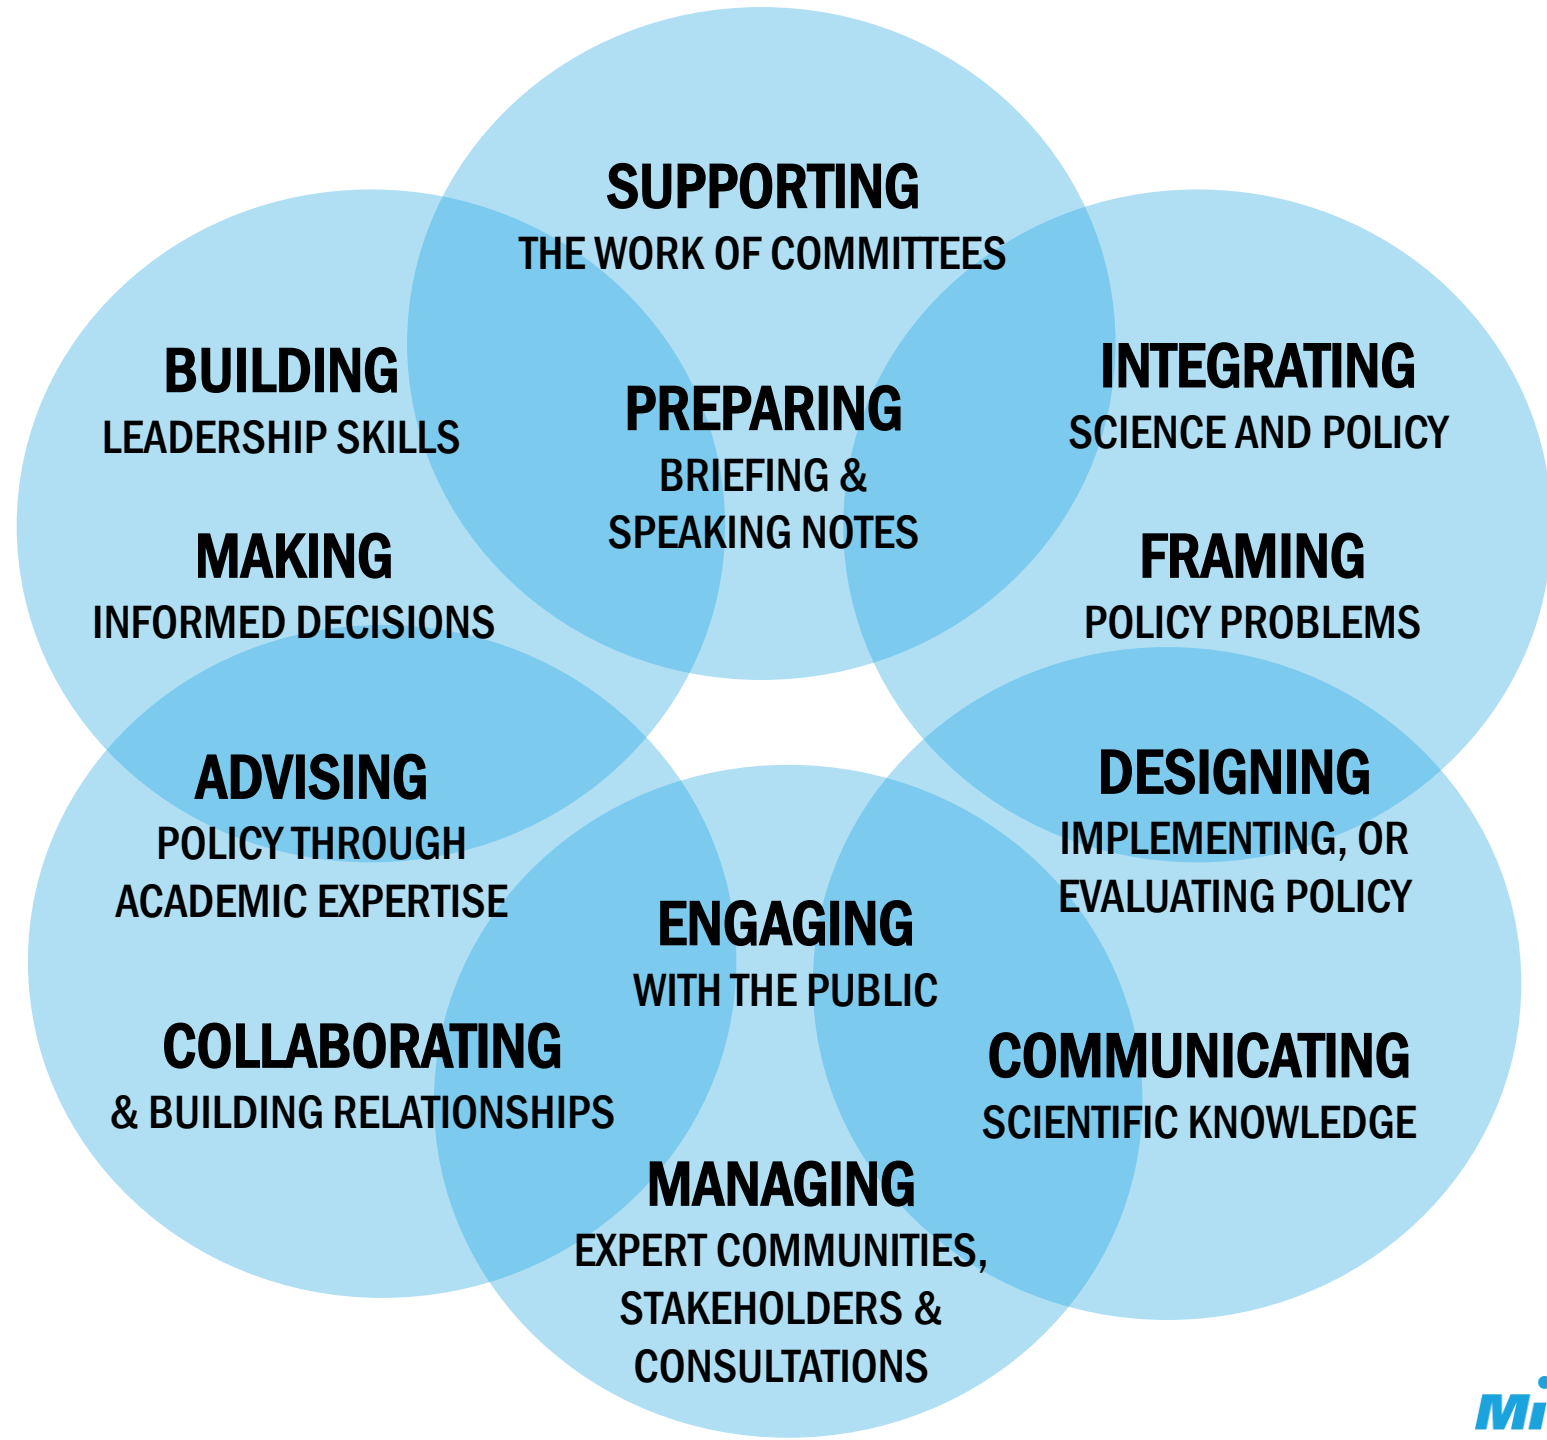 SUPPORTING
THE WORK OF COMMITTEES
PREPARING
BRIEFING &
SPEAKING NOTES
BUILDING
LEADERSHIP SKILLS
MAKING
INFORMED DECISIONS
INTEGRATING
SCIENCE AND POLICY
FRAMING
POLICY PROBLEMS
ADVISING
POLICY THROUGH
ACADEMIC EXPERTISE
DESIGNING
IMPLEMENTING, OR
EVALUATING POLICY
ENGAGING
WITH THE PUBLIC
COLLABORATING
& BUILDING RELATIONSHIPS
COMMUNICATING
SCIENTIFIC KNOWLEDGE
MANAGING
EXPERT COMMUNITIES,
STAKEHOLDERS &
CONSULTATIONS
Mi